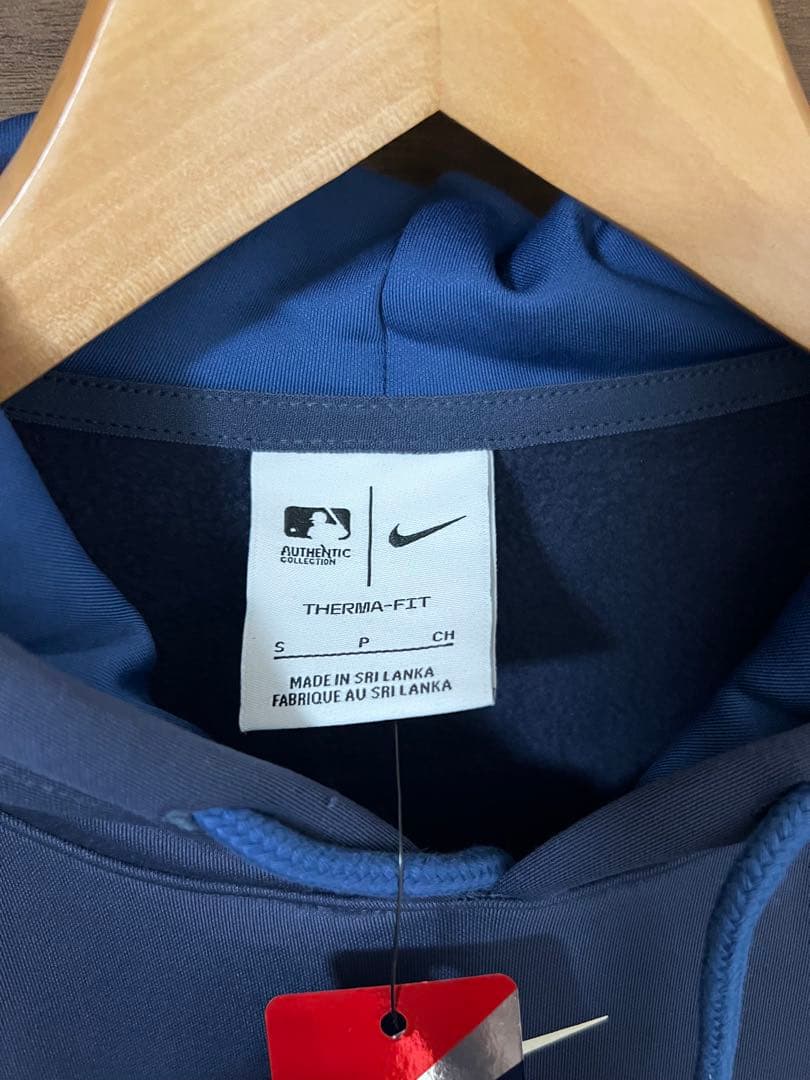 AUTHENTIC
COLLECTION
THERMA-FIT
S P CH
MADE IN SRI LANKA
FABRIQUE AU SRI LANKA